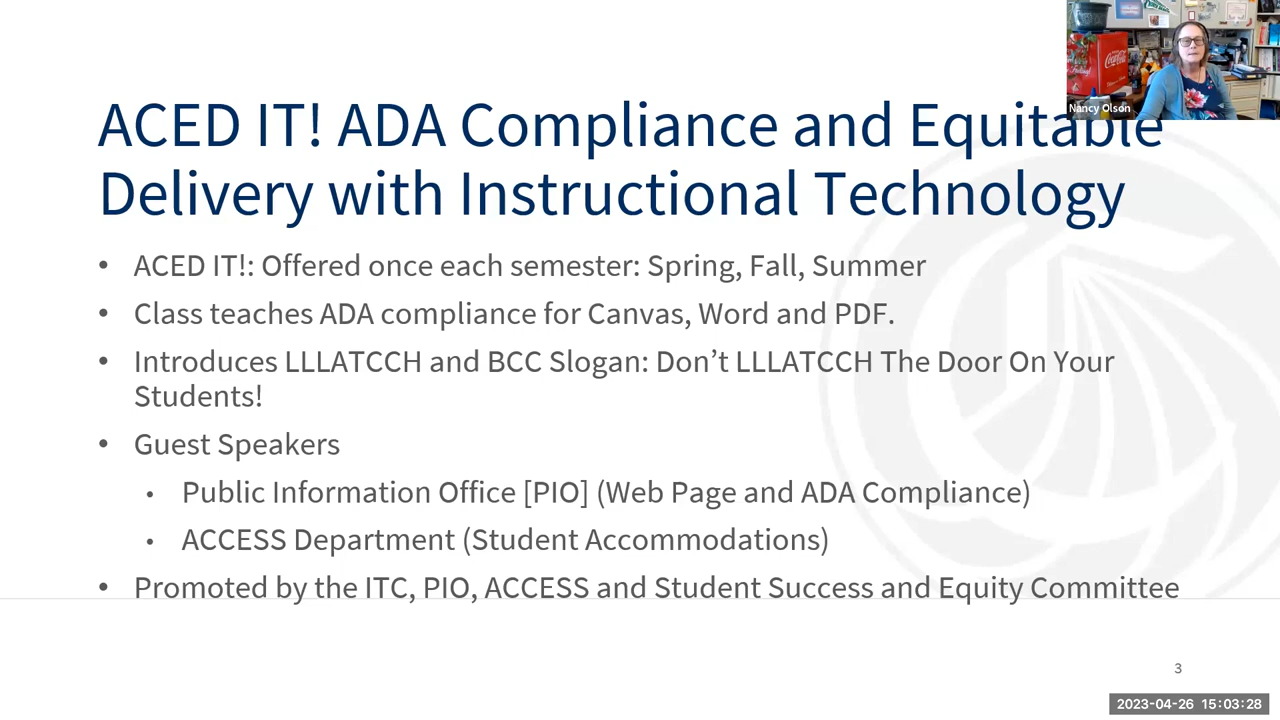 Coca-Cola
Nancy Olson
ACED IT! ADA Compliance and Equitable
Delivery with Instructional Technology
• ACED IT!: Offered once each semester: Spring, Fall, Summer
• Class teaches ADA compliance for Canvas, Word and PDF.
• Introduces LLLATCCH and BCC Slogan: Don’t LLLATCCH The Door On Your
Students!
• Guest Speakers
• Public Information Office [PIO] (Web Page and ADA Compliance)
• ACCESS Department (Student Accommodations)
• Promoted by the ITC, PIO, ACCESS and Student Success and Equity Committee
3
2023-04-26 15:03:28